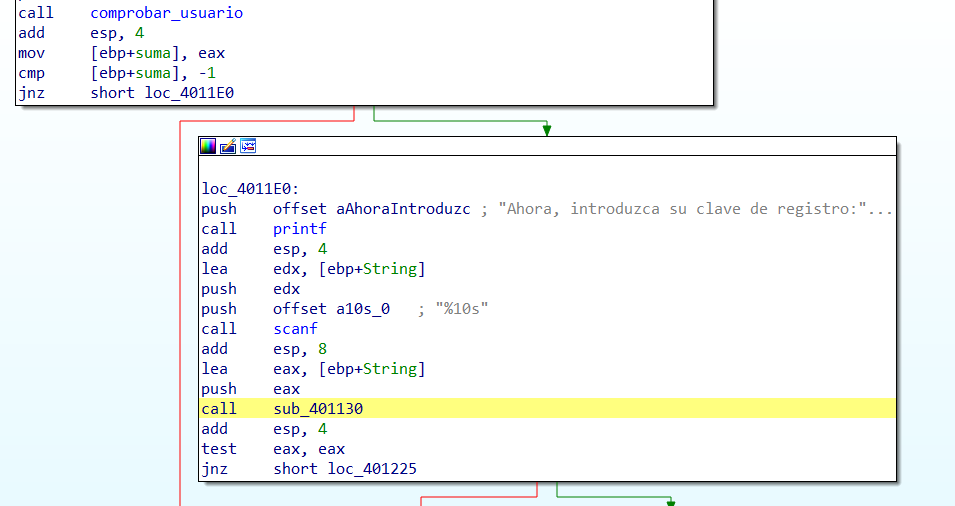 call comprobar_usuario
add esp, 4
mov [ebp+suma], eax
cmp [ebp+suma], -1
jnz short loc_4011E0
loc_4011E0:
push offset aAhoraIntroduzc ; "Ahora, introduzca su clave de registro:"...
call printf
add esp, 4
lea edx, [ebp+String]
push edx
push offset a10s_0 ; "%10s"
call scanf
add esp, 8
lea eax, [ebp+String]
push eax
call sub_401130
add esp, 4
test eax, eax
jnz short loc_401225